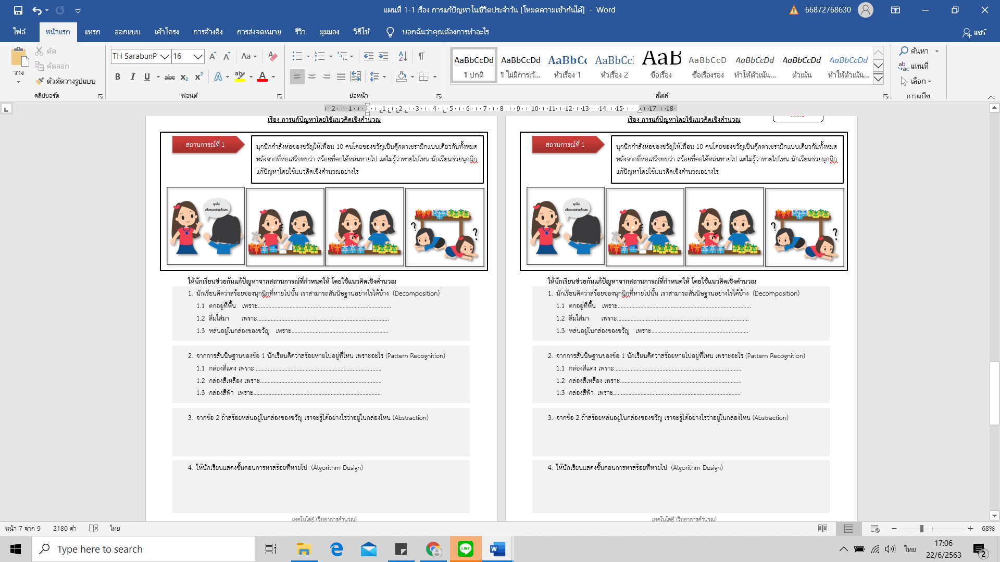 แผนที่ 1-1 เรื่อง การแก้ปัญหาในชีวิตประจำวัน [โหมดความเข้ากันได้] - Word
66872768630
ไฟล์ หน้าแรก แทรก ออกแบบ เค้าโครง การอ้างอิง การส่งจดหมาย รีวิว มุมมอง วิธีใช้ บอกฉันว่าคุณต้องการทำอะไร แชร์
วาง
ตัด
คัดลอก
ตัวคัดวางรูปแบบ
คลิปบอร์ด
TH SarabunP 16
ฟอนต์
ย่อหน้า
AaBbCcDd AaBbCcDd AaBbCc AaBbCcI AaB AaBbCcD AaBbCcDd AaBbCcDd AaBbCcDd
¶ ปกติ ¶ ไม่มีการเว้... หัวเรื่อง 1 หัวเรื่อง 2 ชื่อเรื่อง ชื่อเรื่องรอง ทำให้ตัวเน้น... ตัวเน้น ทำให้ตัวเน้น...
สไตล์
ค้นหา
แทนที่
เลือก
การแก้ไข
2 1 1 2 3 4 5 6 7 8 9 10 11 12 13 14 15 17 18
เรื่อง การแก้ปัญหาโดยใช้แนวคิดเชิงคำนวณ
สถานการณ์ที่ 1
นุกนิกกำลังห่อของขวัญให้เพื่อน 10 คนโดยของขวัญเป็นตุ๊กตาเซรามิกแบบเดียวกันทั้งหมด
หลังจากที่ห่อเสร็จพบว่า สร้อยที่คอได้หล่นหายไป แต่ไม่รู้ว่าหายไปไหน นักเรียนช่วยนุกนิก
แก้ปัญหาโดยใช้แนวคิดเชิงคำนวณอย่างไร
นุกนิก
สร้อยเธอสวยจังเลย
? ?
ให้นักเรียนช่วยกันแก้ปัญหาจากสถานการณ์ที่กำหนดให้ โดยใช้แนวคิดเชิงคำนวณ
1. นักเรียนคิดว่าสร้อยของนุกนิกที่หายไปนั้น เราสามารถสันนิษฐานอย่างไรได้บ้าง (Decomposition)
1.1 ตกอยู่ที่พื้น เพราะ........................................
1.2 ลืมใส่มา เพราะ........................................
1.3 หล่นอยู่ในกล่องของขวัญ เพราะ........................................
2. จากการสันนิษฐานของข้อ 1 นักเรียนคิดว่าสร้อยหายไปอยู่ที่ไหน เพราะอะไร (Pattern Recognition)
1.1 กล่องสีแดง เพราะ........................................
1.2 กล่องสีเหลือง เพราะ........................................
1.3 กล่องสีฟ้า เพราะ........................................
3. จากข้อ 2 ถ้าสร้อยหล่นอยู่ในกล่องของขวัญ เราจะรู้ได้อย่างไรว่าอยู่ในกล่องไหน (Abstraction)
4. ให้นักเรียนแสดงขั้นตอนการหาสร้อยที่หายไป (Algorithm Design)
เทคโนโลยี (วิทยาการคำนวณ)
เรื่อง การแก้ปัญหาโดยใช้แนวคิดเชิงคำนวณ
สถานการณ์ที่ 1
นุกนิกกำลังห่อของขวัญให้เพื่อน 10 คนโดยของขวัญเป็นตุ๊กตาเซรามิกแบบเดียวกันทั้งหมด
หลังจากที่ห่อเสร็จพบว่า สร้อยที่คอได้หล่นหายไป แต่ไม่รู้ว่าหายไปไหน นักเรียนช่วยนุกนิก
แก้ปัญหาโดยใช้แนวคิดเชิงคำนวณอย่างไร
นุกนิก
สร้อยเธอสวยจังเลย
? ?
ให้นักเรียนช่วยกันแก้ปัญหาจากสถานการณ์ที่กำหนดให้ โดยใช้แนวคิดเชิงคำนวณ
1. นักเรียนคิดว่าสร้อยของนุกนิกที่หายไปนั้น เราสามารถสันนิษฐานอย่างไรได้บ้าง (Decomposition)
1.1 ตกอยู่ที่พื้น เพราะ........................................
1.2 ลืมใส่มา เพราะ........................................
1.3 หล่นอยู่ในกล่องของขวัญ เพราะ........................................
2. จากการสันนิษฐานของข้อ 1 นักเรียนคิดว่าสร้อยหายไปอยู่ที่ไหน เพราะอะไร (Pattern Recognition)
1.1 กล่องสีแดง เพราะ........................................
1.2 กล่องสีเหลือง เพราะ........................................
1.3 กล่องสีฟ้า เพราะ........................................
3. จากข้อ 2 ถ้าสร้อยหล่นอยู่ในกล่องของขวัญ เราจะรู้ได้อย่างไรว่าอยู่ในกล่องไหน (Abstraction)
4. ให้นักเรียนแสดงขั้นตอนการหาสร้อยที่หายไป (Algorithm Design)
เทคโนโลยี (วิทยาการคำนวณ)
หน้า 7 จาก 9 2180 คำ ไทย 68%
Type here to search
LINE
ไทย
17:06
22/6/2563
2